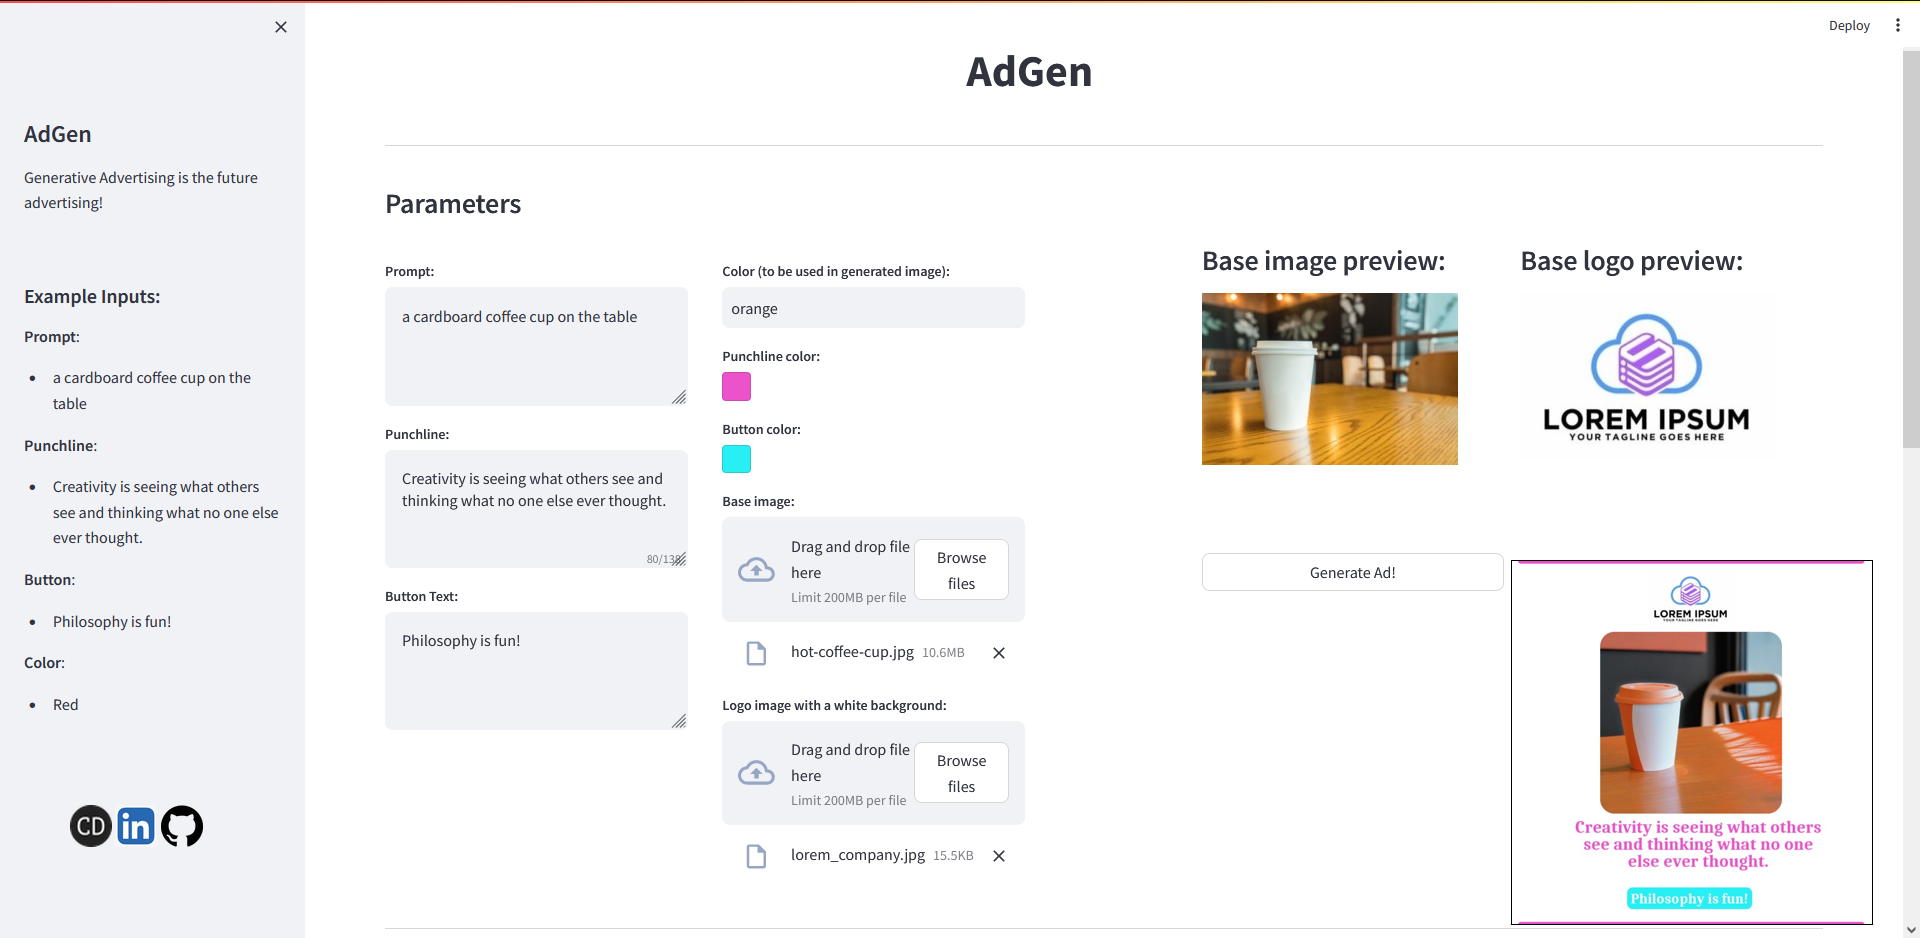 Deploy
AdGen
AdGen
Generative Advertising is the future
advertising!
Example Inputs:
Prompt:
a cardboard coffee cup on the
table
Punchline:
Creativity is seeing what others
see and thinking what no one else
ever thought.
Button:
Philosophy is fun!
Color:
Red
CD
in
Parameters
Prompt:
a cardboard coffee cup on the table
Punchline:
Creativity is seeing what others see and
thinking what no one else ever thought.
Button Text:
Philosophy is fun!
Color (to be used in generated image):
orange
Punchline color:
Button color:
Base image:
Drag and drop file
here
Limit 200MB per file
Browse
files
hot-coffee-cup.jpg 10.6MB
Logo image with a white background:
Drag and drop file
here
Limit 200MB per file
Browse
files
lorem_company.jpg 15.5KB
Base image preview:
Base logo preview:
LOREM IPSUM
YOUR TAGLINE GOES HERE
Generate Ad!
LOREM IPSUM
YOUR TAGLINE GOES HERE
Creativity is seeing what others
see and thinking what no one
else ever thought.
Philosophy is fun!